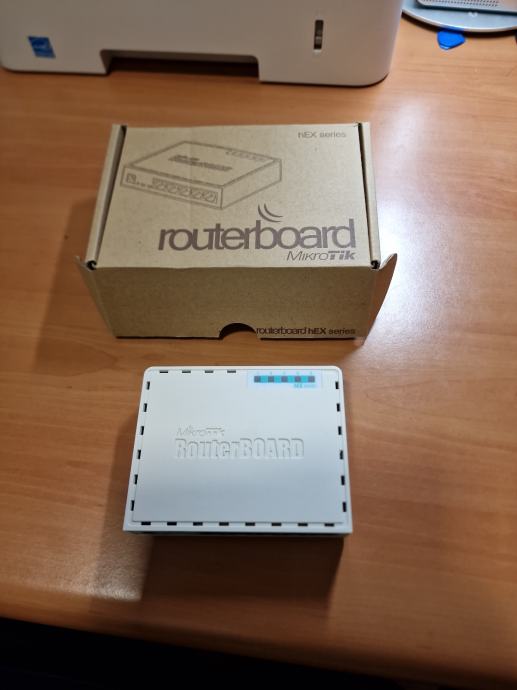 hEX series
routerboard
MikroTik
routerboard hEX series
MikroTik
RouterBOARD